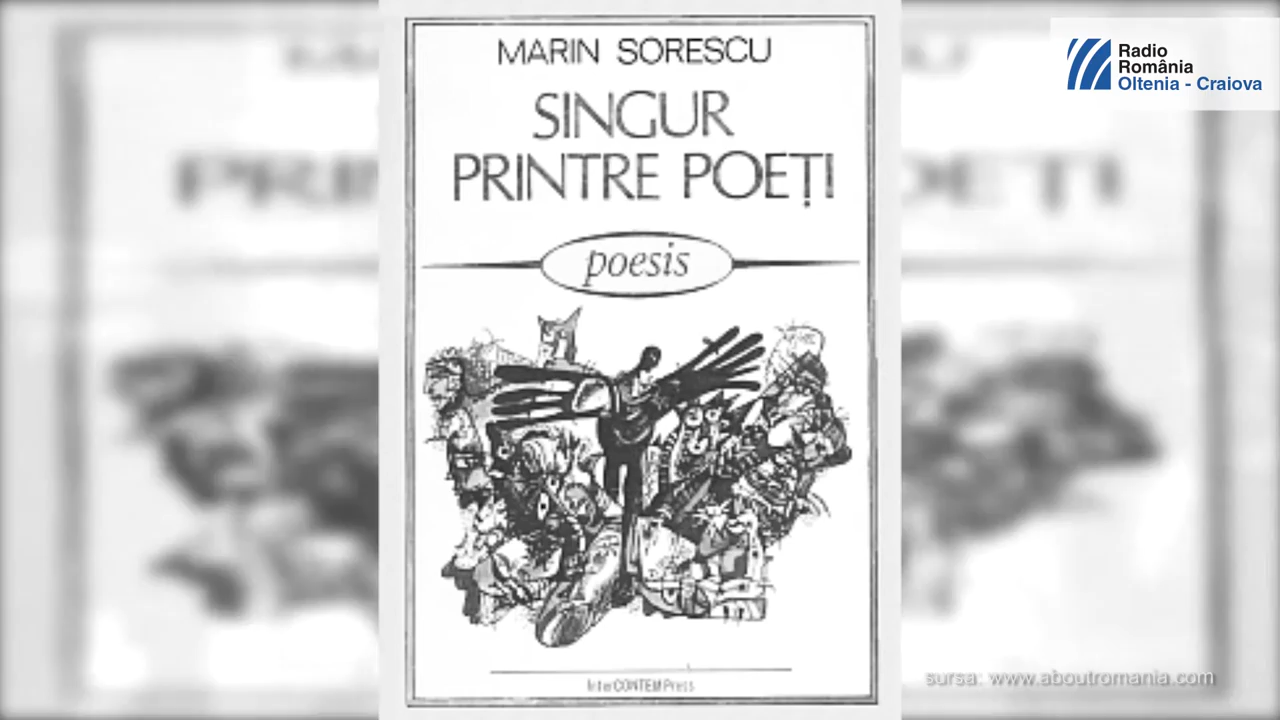 MARIN SORESCU
SINGUR
PRINTRE POEȚI
poesis
InterCONTEMPress
Radio
România
Oltenia - Craiova
sursa: www.aboutromania.com